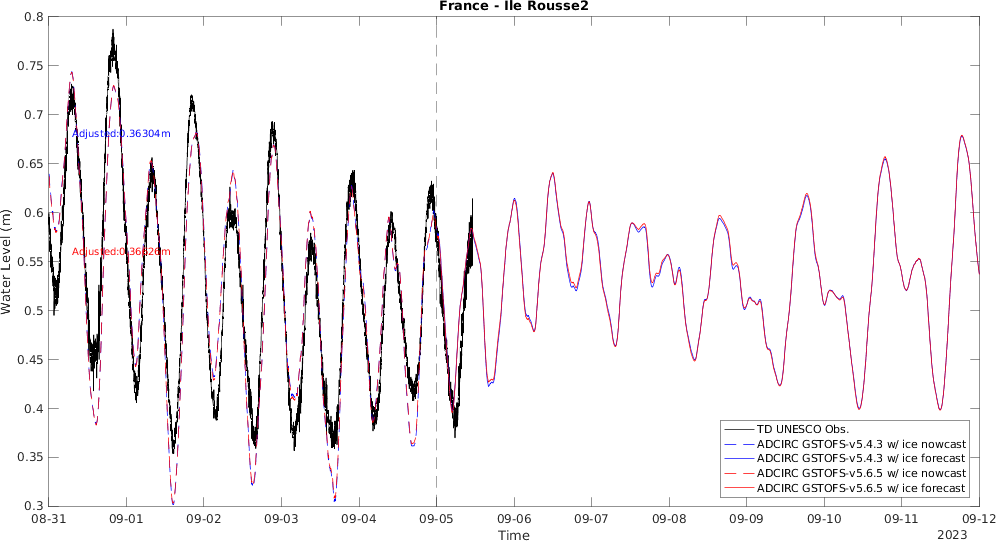 France - Ile Rousse2
0.8
0.75
0.7
0.65
0.6
0.55
0.5
0.45
0.4
0.35
0.3
Water Level (m)
Adjusted:0.36304m
Adjusted:0.36626m
08-31 09-01 09-02 09-03 09-04 09-05 09-06 09-07 09-08 09-09 09-10 09-11 09-12
Time
2023
TD UNESCO Obs.
ADCIRC GSTOFS-v5.4.3 w/ ice nowcast
ADCIRC GSTOFS-v5.4.3 w/ ice forecast
ADCIRC GSTOFS-v5.6.5 w/ ice nowcast
ADCIRC GSTOFS-v5.6.5 w/ ice forecast